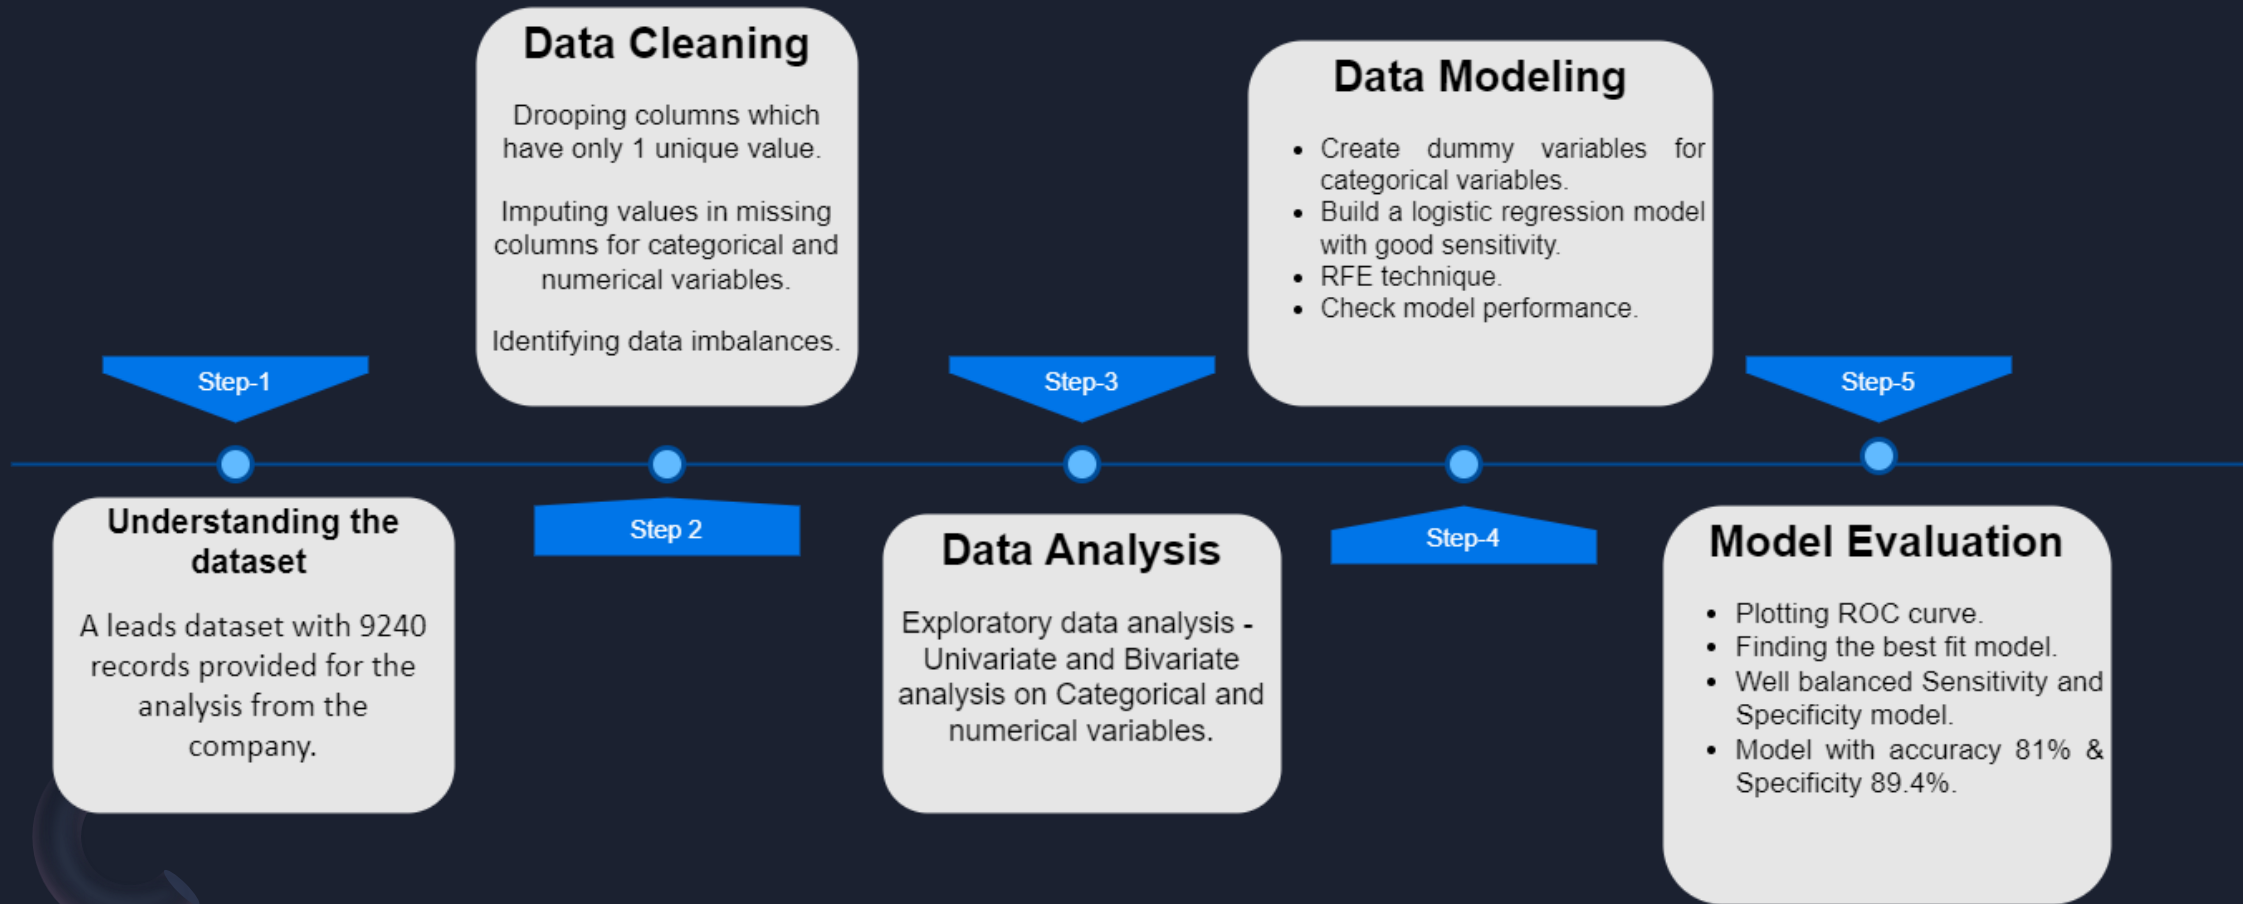 Step-1
Understanding the
dataset
A leads dataset with 9240
records provided for the
analysis from the
company.
Data Cleaning
Drooping columns which
have only 1 unique value.
Imputing values in missing
columns for categorical and
numerical variables.
Identifying data imbalances.
Step 2
Step-3
Data Analysis
Exploratory data analysis -
Univariate and Bivariate
analysis on Categorical and
numerical variables.
Data Modeling
• Create dummy variables for
categorical variables.
• Build a logistic regression model
with good sensitivity.
• RFE technique.
• Check model performance.
Step-4
Step-5
Model Evaluation
• Plotting ROC curve.
• Finding the best fit model.
• Well balanced Sensitivity and
Specificity model.
• Model with accuracy 81% &
Specificity 89.4%.